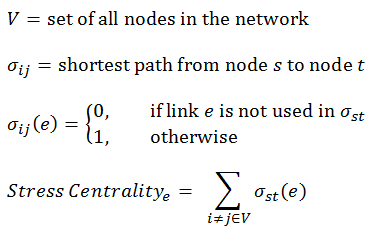 V = set of all nodes in the network
σij = shortest path from node s to node t
σij(e) = {0, if link e is not used in σst
1, otherwise
Stress Centralitye = ∑ σst(e)
i≠j∈V